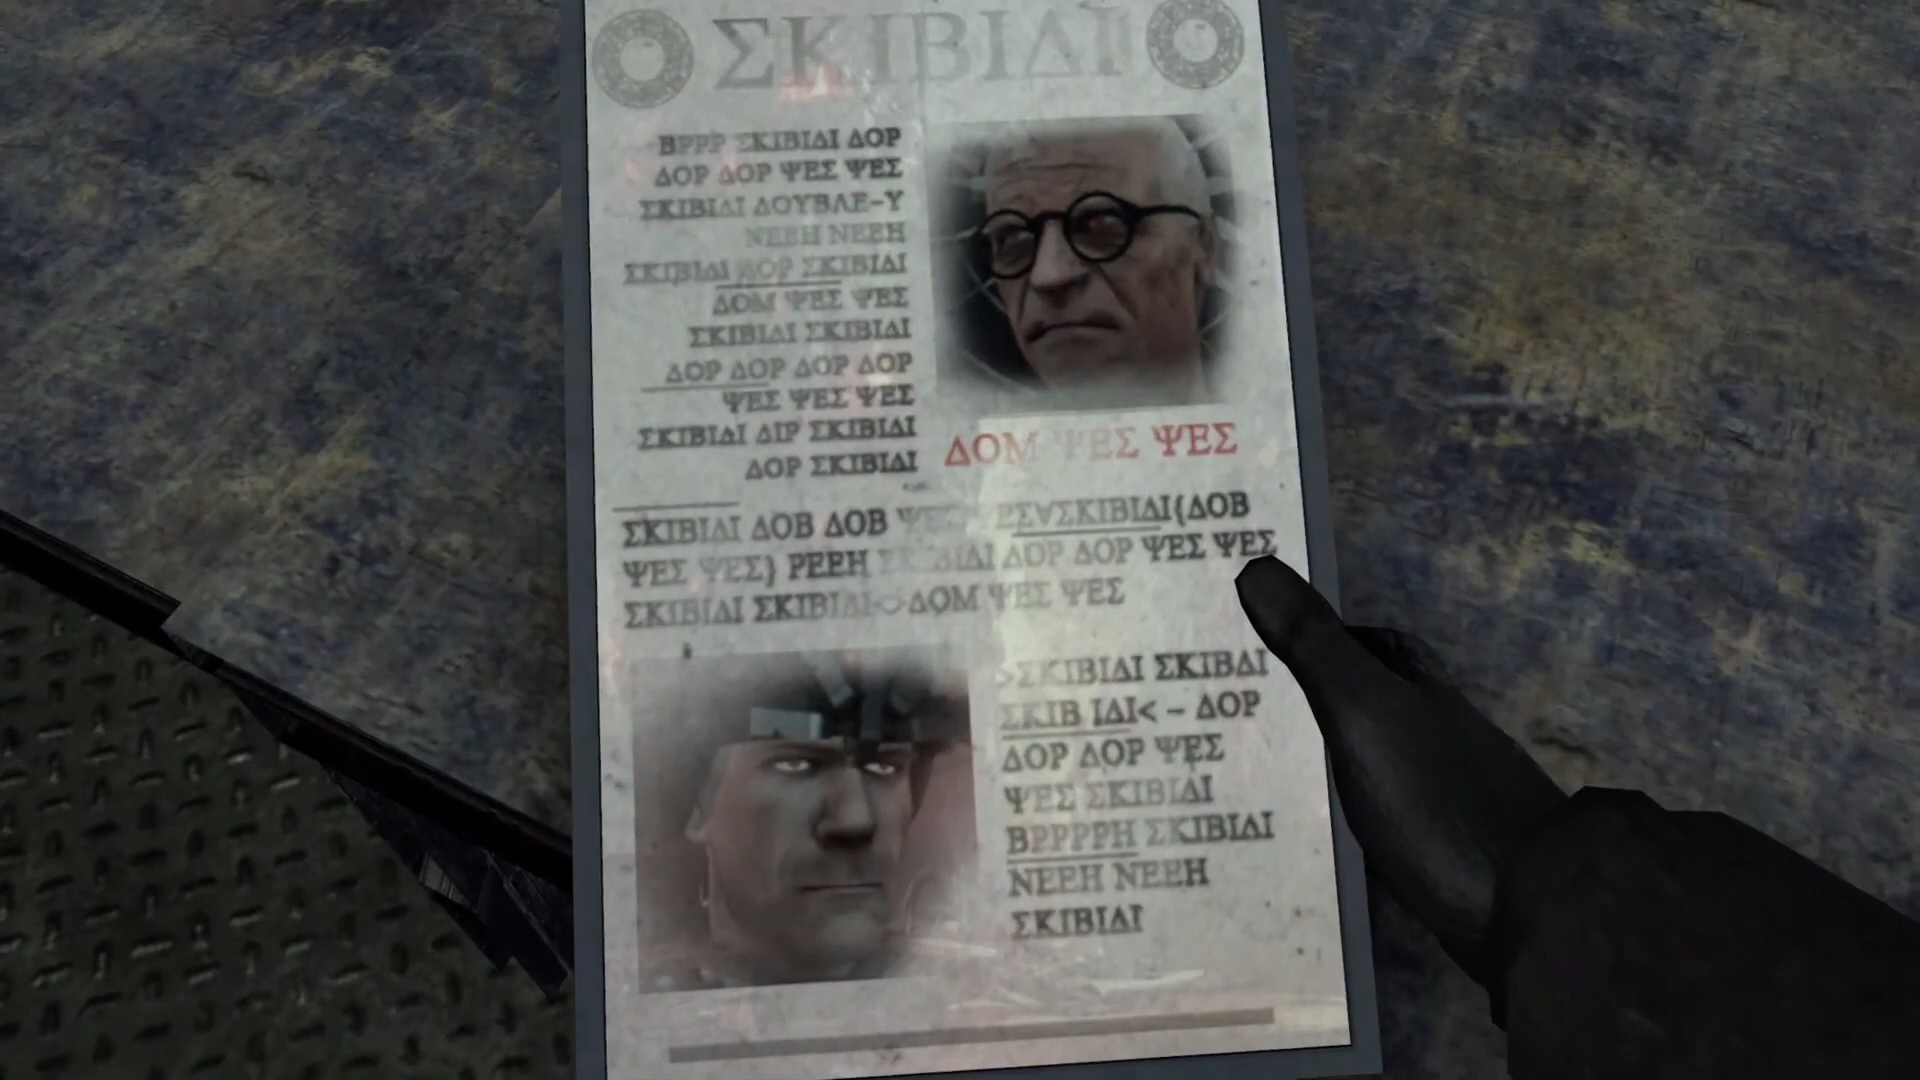 ΣΚΙΒΙΔΙ
ΒΡΡΡ ΣΚΙΒΙΔΙ ΔΟΡ
ΔΟΡ ΔΟΡ ΨΕΣ ΨΕΣ
ΣΚΙΒΙΔΙ ΔΟΥΒΛΕ-Υ
ΝΕΕΗ ΝΕΕΗ
ΣΚΙΒΙΔΙ ΔΟΡ ΣΚΙΒΙΔΙ
ΔΟΜ ΨΕΣ ΨΕΣ
ΣΚΙΒΙΔΙ ΣΚΙΒΙΔΙ
ΔΟΡ ΔΟΡ ΔΟΡ ΔΟΡ
ΨΕΣ ΨΕΣ ΨΕΣ
ΣΚΙΒΙΔΙ ΔΙΡ ΣΚΙΒΙΔΙ
ΔΟΡ ΣΚΙΒΙΔΙ
ΔΟΜ ΨΕΣ ΨΕΣ
ΣΚΙΒΙΔΙ ΔΟΒ ΔΟΒ (ΔΟΒ
ΨΕΣ ΨΕΣ) ΡΕΕΗ ΣΚΙΒΙΔΙ ΔΟΡ ΔΟΡ ΨΕΣ ΨΕΣ
ΣΚΙΒΙΔΙ ΣΚΙΒΙΔΙ ΔΟΜ ΨΕΣ ΨΕΣ
>ΣΚΙΒΙΔΙ ΣΚΙΒΔΙ
ΣΚΙΒ ΙΔΙ< - ΔΟΡ
ΔΟΡ ΔΟΡ ΨΕΣ
ΨΕΣ ΣΚΙΒΙΔΙ
ΒΡΡΡΡΗ ΣΚΙΒΙΔΙ
ΝΕΕΗ ΝΕΕΗ
ΣΚΙΒΙΔΙ